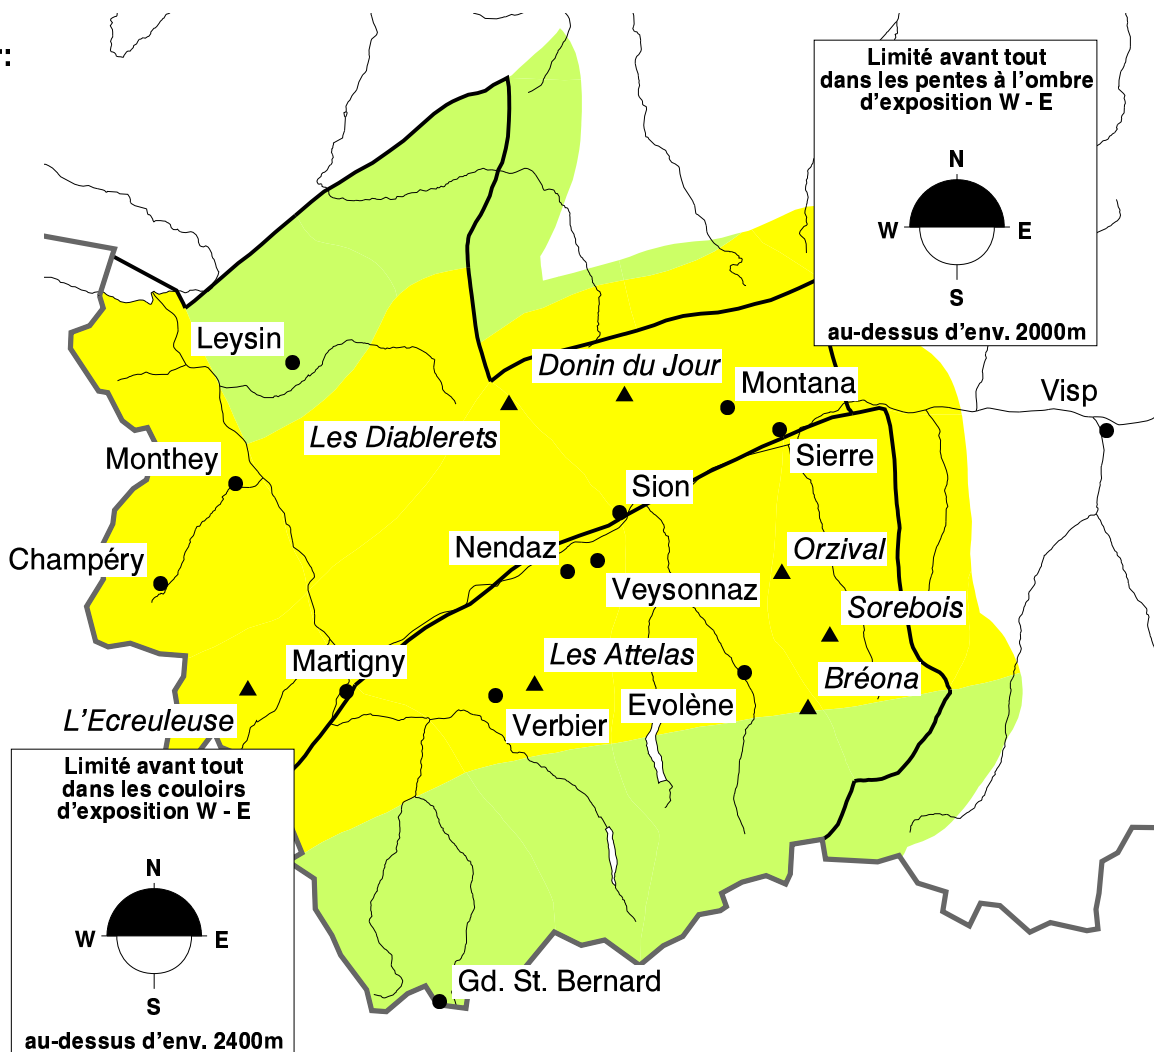 r:
Limité avant tout
dans les pentes à l'ombre
d'exposition W - E
N
W
E
S
au-dessus d'env. 2000m
Leysin
Donin du Jour
Montana
Visp
Les Diablerets
Sierre
Monthey
Sion
Nendaz
Orzival
Champéry
Veysonnaz
Sorebois
Martigny
Les Attelas
Bréona
L'Ecreuleuse
Verbier
Evolène
Limité avant tout
dans les couloirs
d'exposition W - E
N
W
E
S
au-dessus d'env. 2400m
Gd. St. Bernard